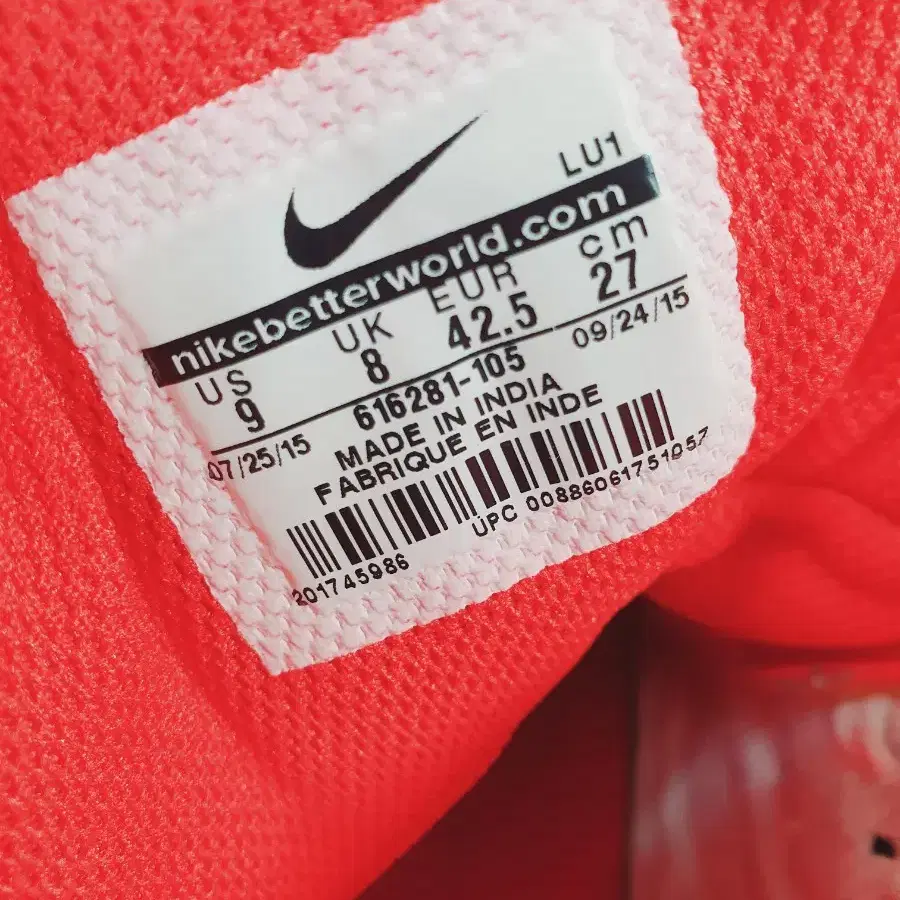 LU1
nikebetterworld.com
US UK EUR cm
9 8 42.5 27
07/25/15 616281-105 09/24/15
MADE IN INDIA
FABRIQUE EN INDE
201745986 UPC 00886061751057